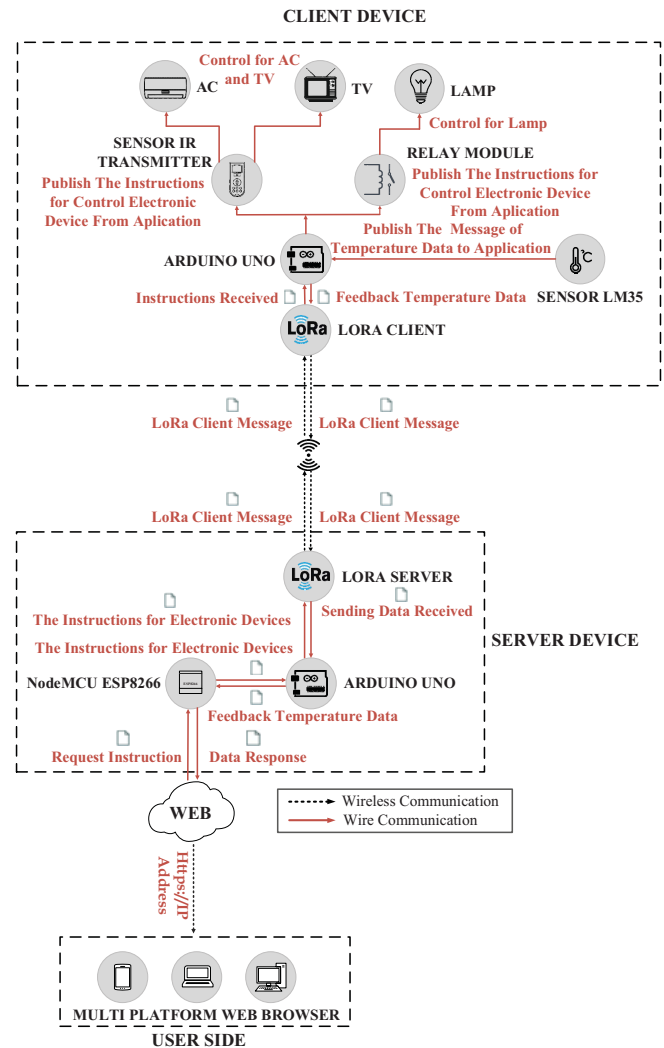 CLIENT DEVICE
Control for AC
and TV
AC
TV
LAMP
Control for Lamp
SENSOR IR
TRANSMITTER
RELAY MODULE
Publish The Instructions
for Control Electronic
Device From Aplication
Publish The Instructions for
Control Electronic Device
From Aplication
Publish The Message of
Temperature Data to Application
ARDUINO UNO
°C
SENSOR LM35
Instructions Received
Feedback Temperature Data
LoRa
LORA CLIENT
LoRa Client Message
LoRa Client Message
LoRa Client Message
LoRa Client Message
LoRa
LORA SERVER
The Instructions for Electronic Devices
Sending Data Received
The Instructions for Electronic Devices
SERVER DEVICE
NodeMCU ESP8266
ARDUINO UNO
Feedback Temperature Data
Request Instruction
Data Response
WEB
Wireless Communication
Wire Communication
Https://IP
Address
MULTI PLATFORM WEB BROWSER
USER SIDE